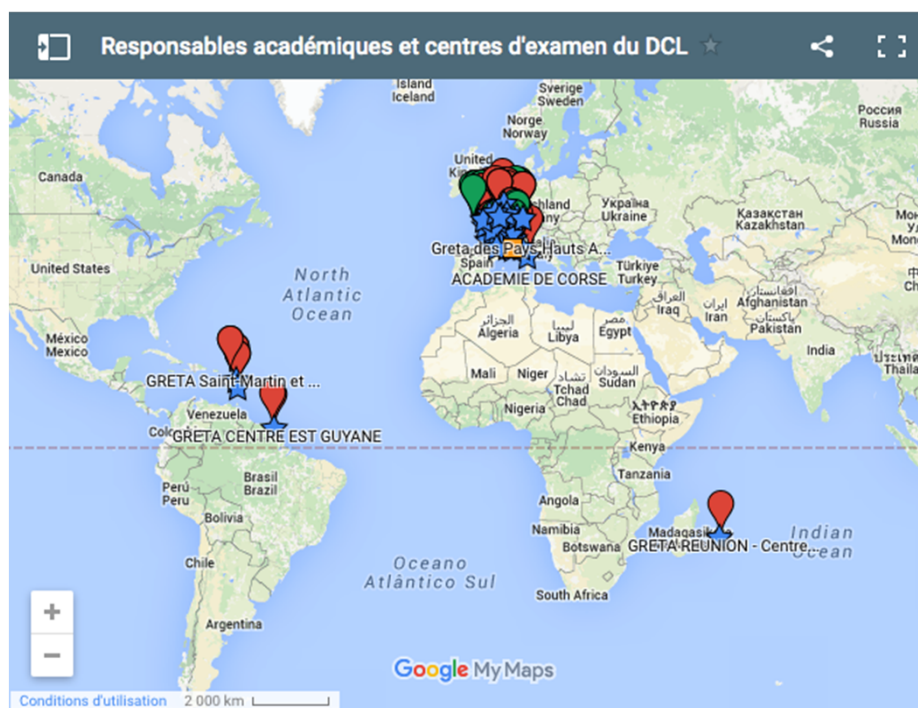 Responsables académiques et centres d'examen du DCL
Island
Iceland
Sverige
Sweden
Norge
Norway
Россия
Russia
United
Canada
Україна
Ukraine
Қазақстан
Kazakhstan
Greta des Pays Hauts A...
Spain
ACADEMIE DE CORSE
Türkiye
Turkey
United States
North
Atlantic
Ocean
العراق
Iraq
ایران
Iran
افغانستان
Afghanistan
پاکستان
Pakistan
الجزائر
Algeria
ليبيا
Libya
مصر
Egypt
México
Mexico
India
Mali
Niger
تشاد
Tchad
Chad
السودان
Sudan
GRETA Saint-Martin et ...
Venezuela
Nigeria
ኢትዮጵያ
Ethiopia
GRETA CENTRE EST GUYANE
Kenya
Tanzania
Perú
Peru
Brasil
Brazil
Bolivia
Angola
Namibia
Botswana
Indian
Ocean
GRETA REUNION - Centre...
Chile
Oceano
Atlântico Sul
South Africa
Argentina
+
−
Google My Maps
Conditions d'utilisation 2 000 km